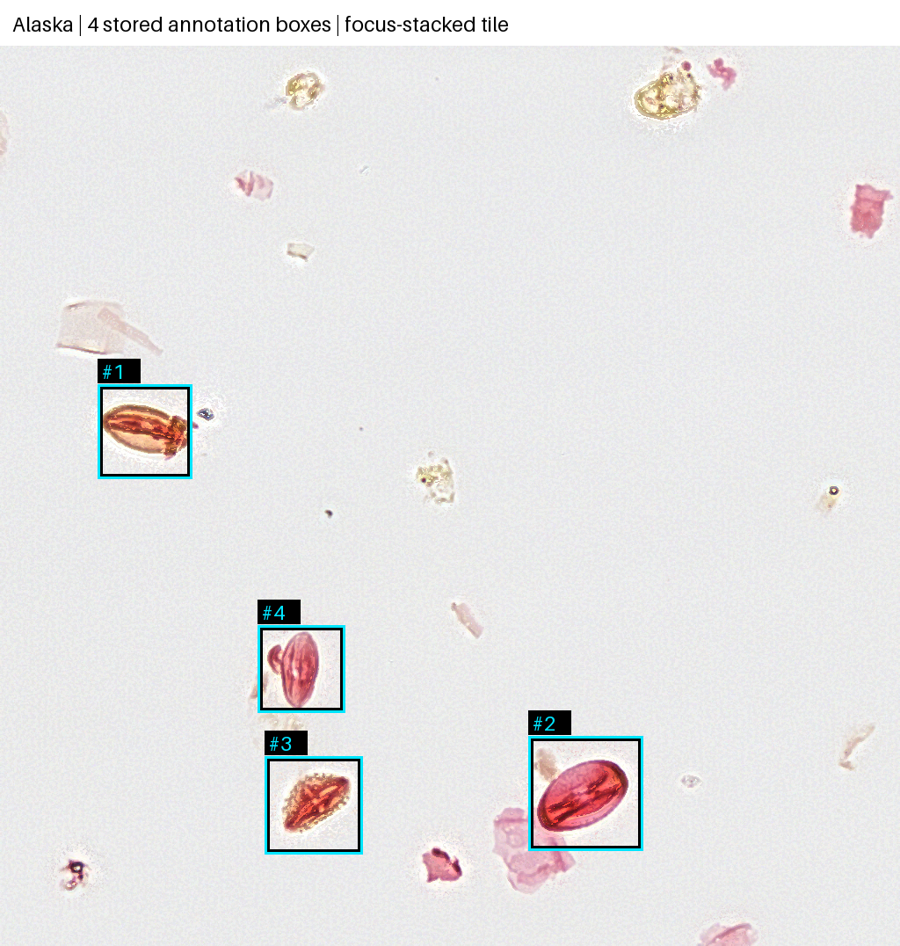 Alaska | 4 stored annotation boxes | focus-stacked tile
#1
#4
#2
#3